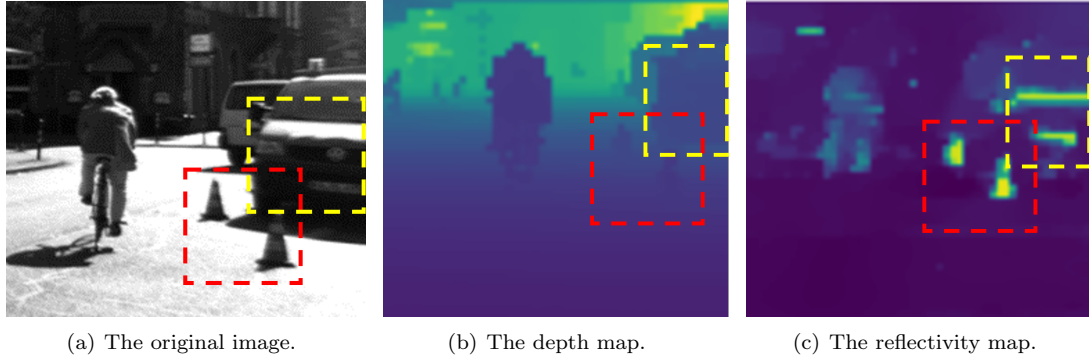 (a) The original image.
(b) The depth map.
(c) The reflectivity map.